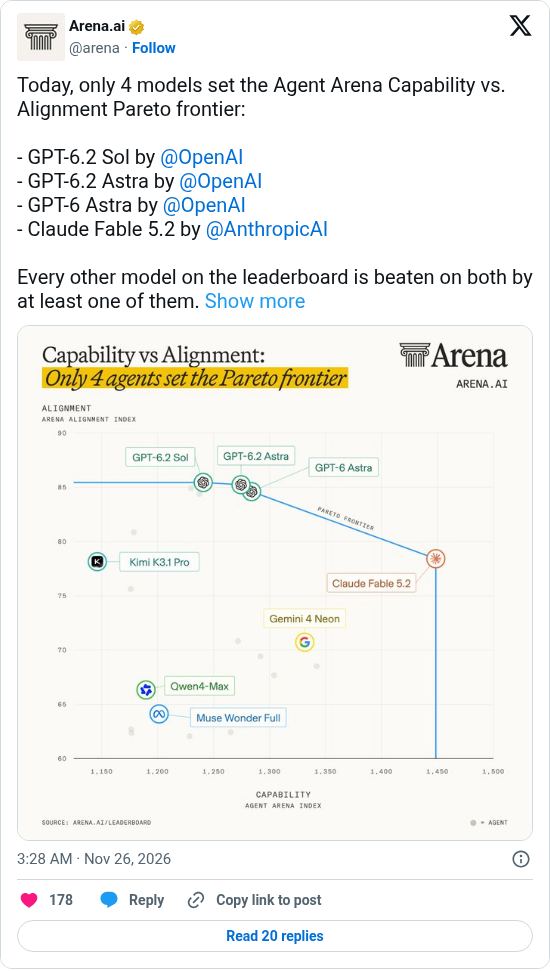 Arena.ai
@arena · Follow
Today, only 4 models set the Agent Arena Capability vs.
Alignment Pareto frontier:
- GPT-6.2 Sol by @OpenAI
- GPT-6.2 Astra by @OpenAI
- GPT-6 Astra by @OpenAI
- Claude Fable 5.2 by @AnthropicAI
Every other model on the leaderboard is beaten on both by
at least one of them. Show more
Capability vs Alignment:
Only 4 agents set the Pareto frontier
Arena
ARENA.AI
ALIGNMENT
ARENA ALIGNMENT INDEX
90
GPT-6.2 Sol
GPT-6.2 Astra
GPT-6 Astra
85
PARETO FRONTIER
80
Kimi K3.1 Pro
Claude Fable 5.2
75
Gemini 4 Neon
70
Qwen4-Max
65
Muse Wonder Full
60
1,150 1,200 1,250 1,300 1,350 1,400 1,450 1,500
CAPABILITY
AGENT ARENA INDEX
SOURCE: ARENA.AI/LEADERBOARD
= AGENT
3:28 AM · Nov 26, 2026
178 Reply Copy link to post
Read 20 replies